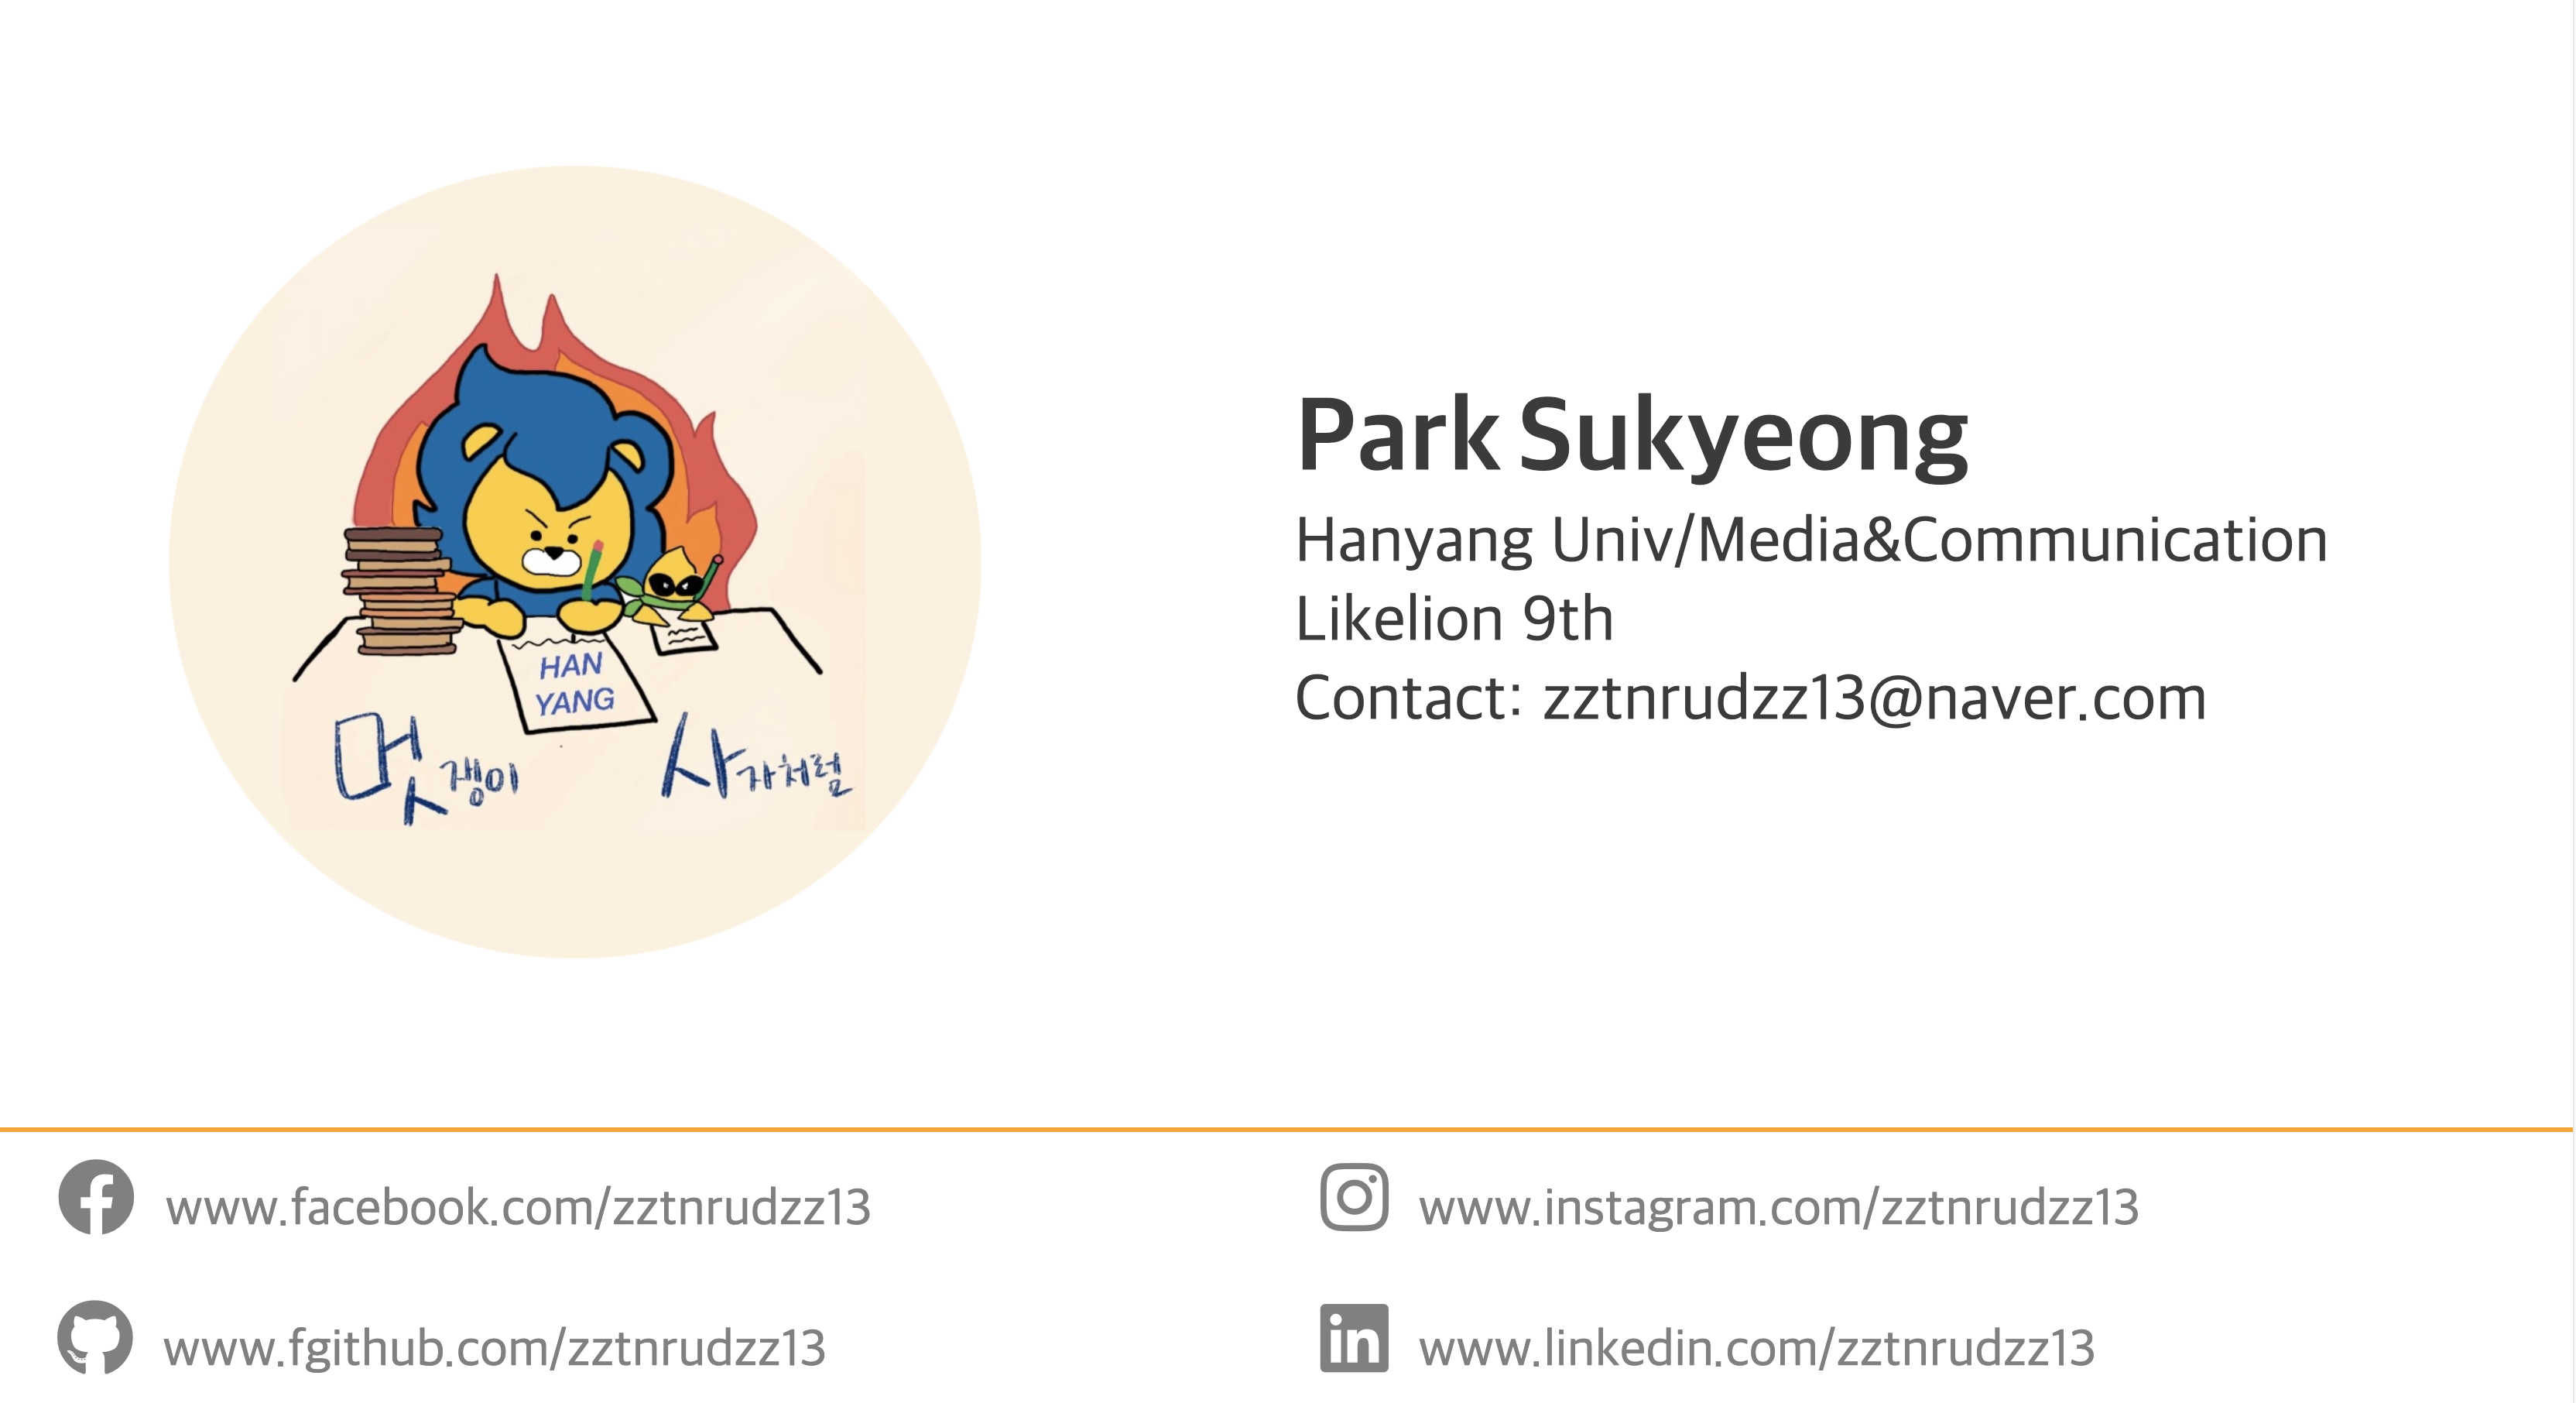 HAN
YANG
멋쟁이 사자처럼
Park Sukyeong
Hanyang Univ/Media&Communication
Likelion 9th
Contact: zztnrudzz13@naver.com
www.facebook.com/zztnrudzz13
www.instagram.com/zztnrudzz13
www.fgithub.com/zztnrudzz13
www.linkedin.com/zztnrudzz13